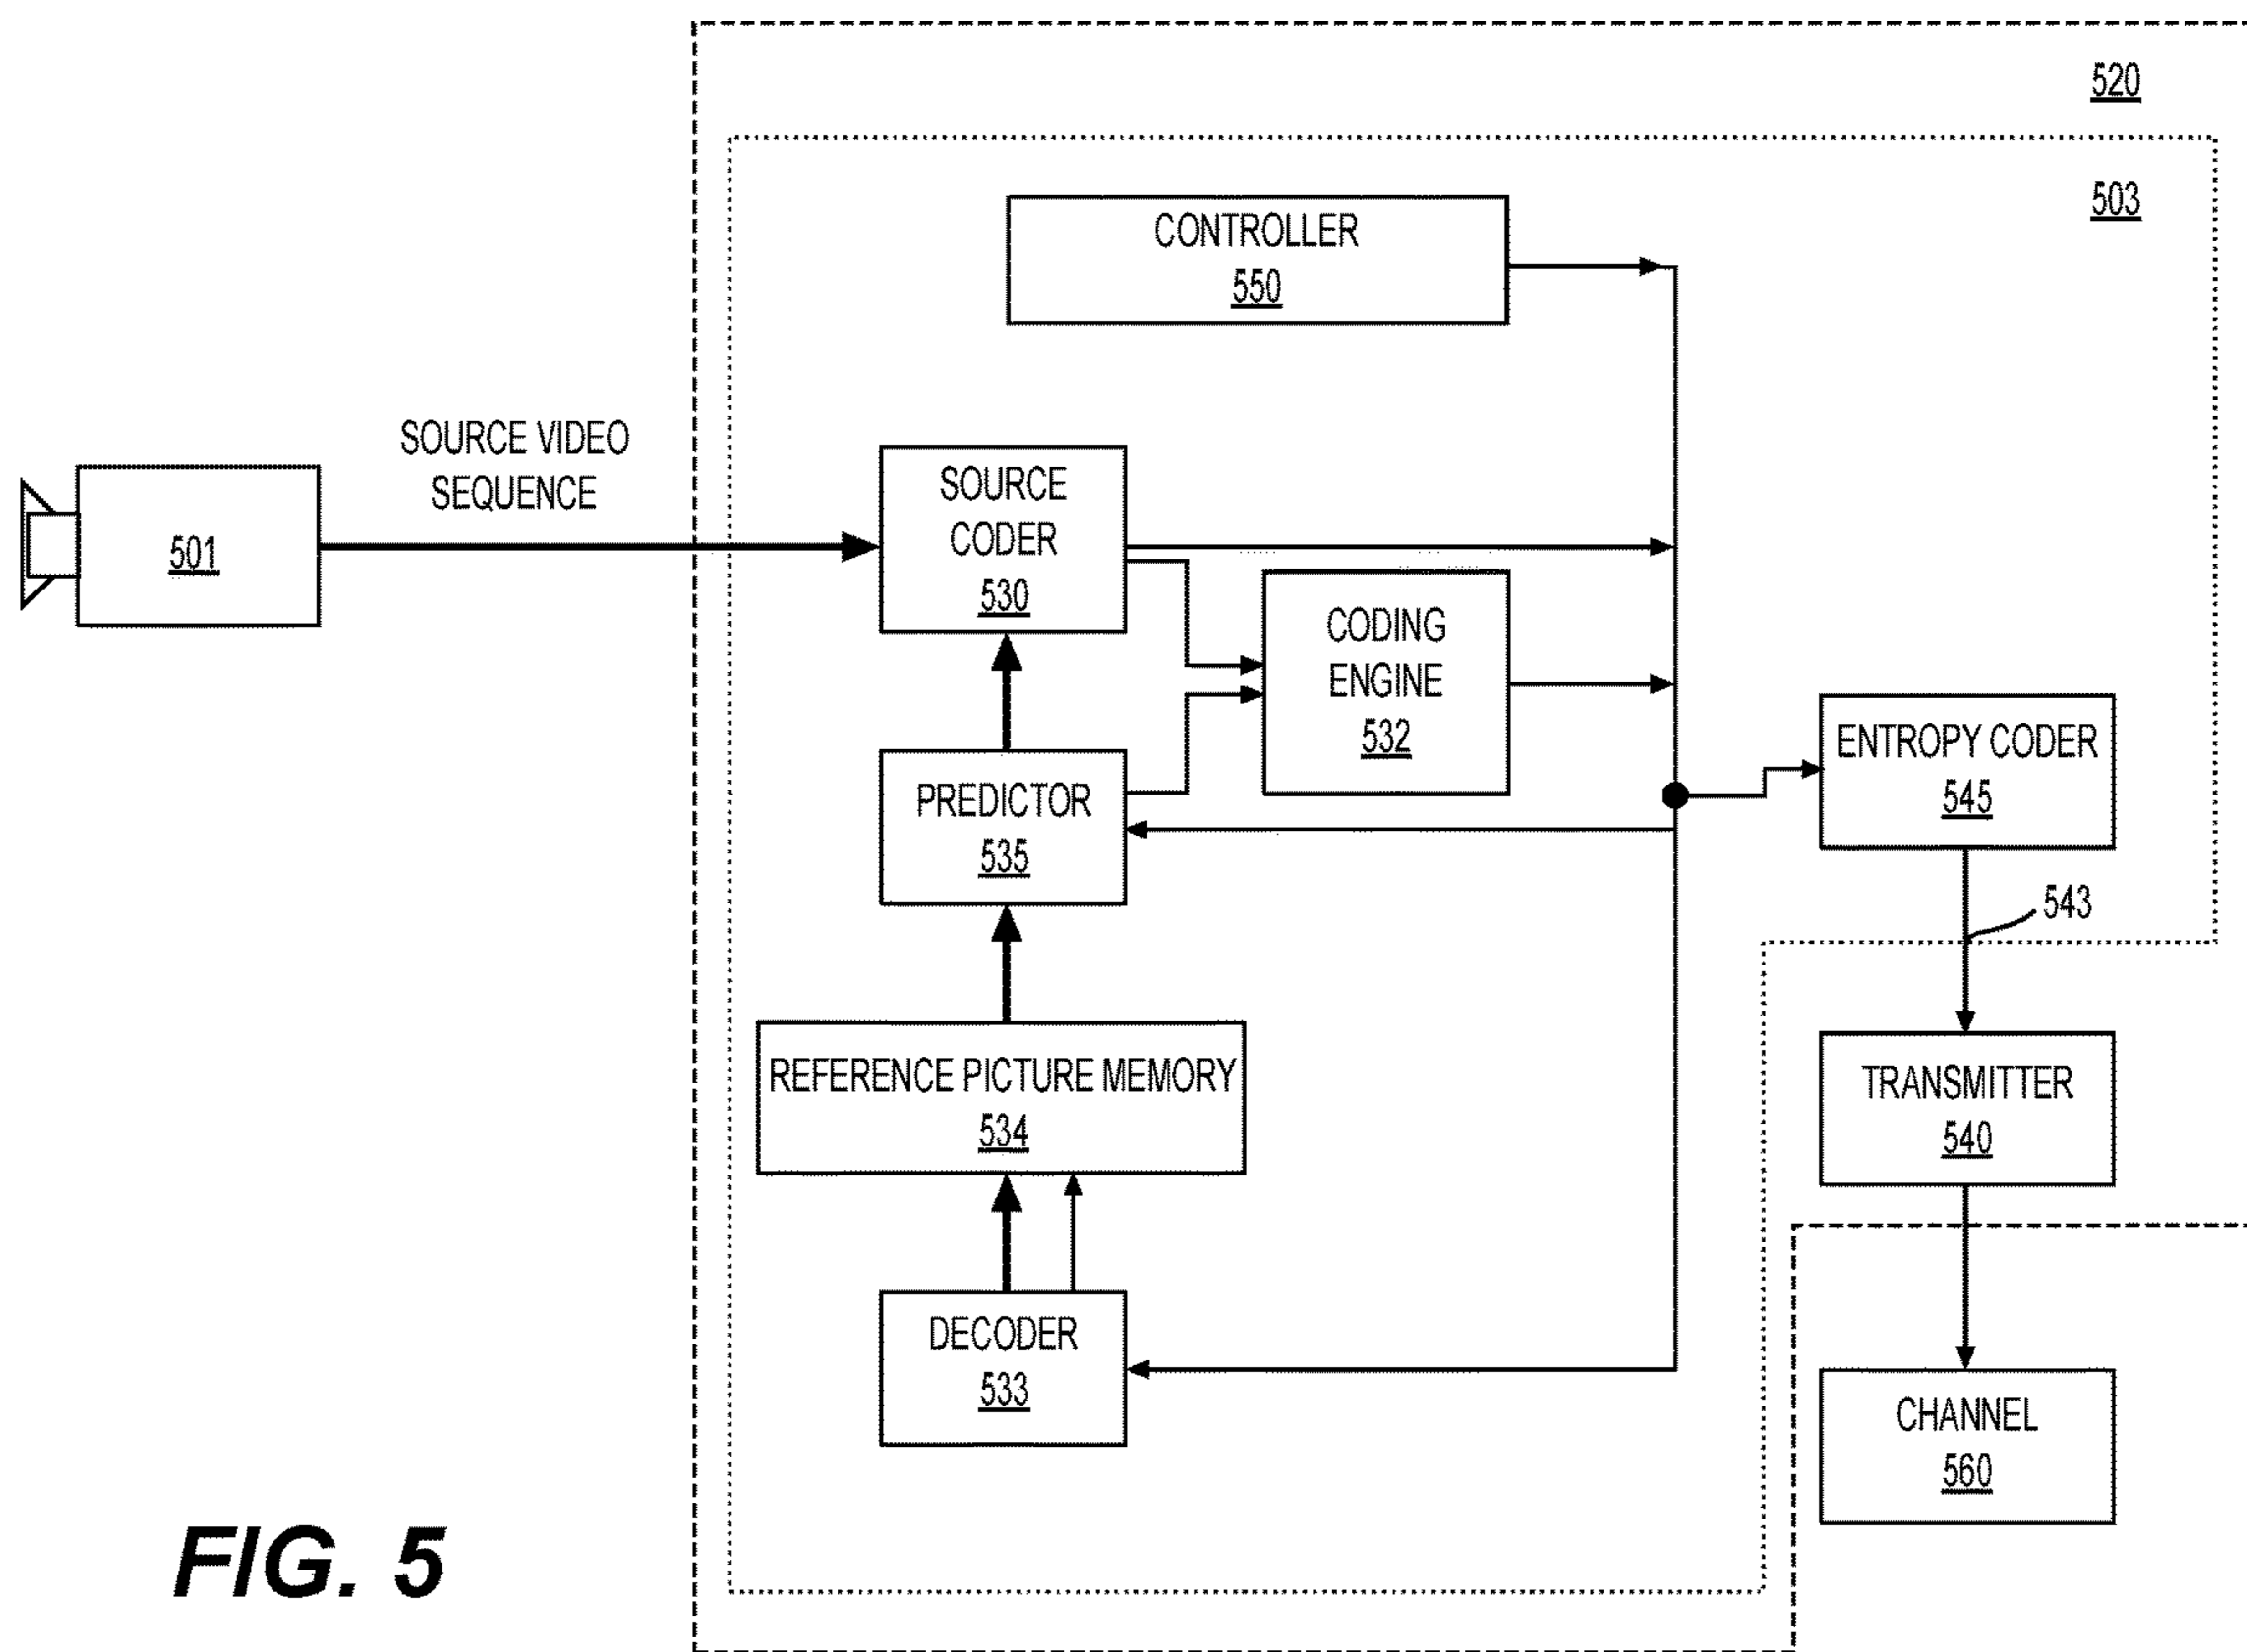 520
503
CONTROLLER
550
SOURCE VIDEO
SEQUENCE
501
SOURCE
CODER
530
CODING
ENGINE
532
ENTROPY CODER
545
PREDICTOR
535
543
REFERENCE PICTURE MEMORY
534
TRANSMITTER
540
DECODER
533
CHANNEL
560
FIG. 5